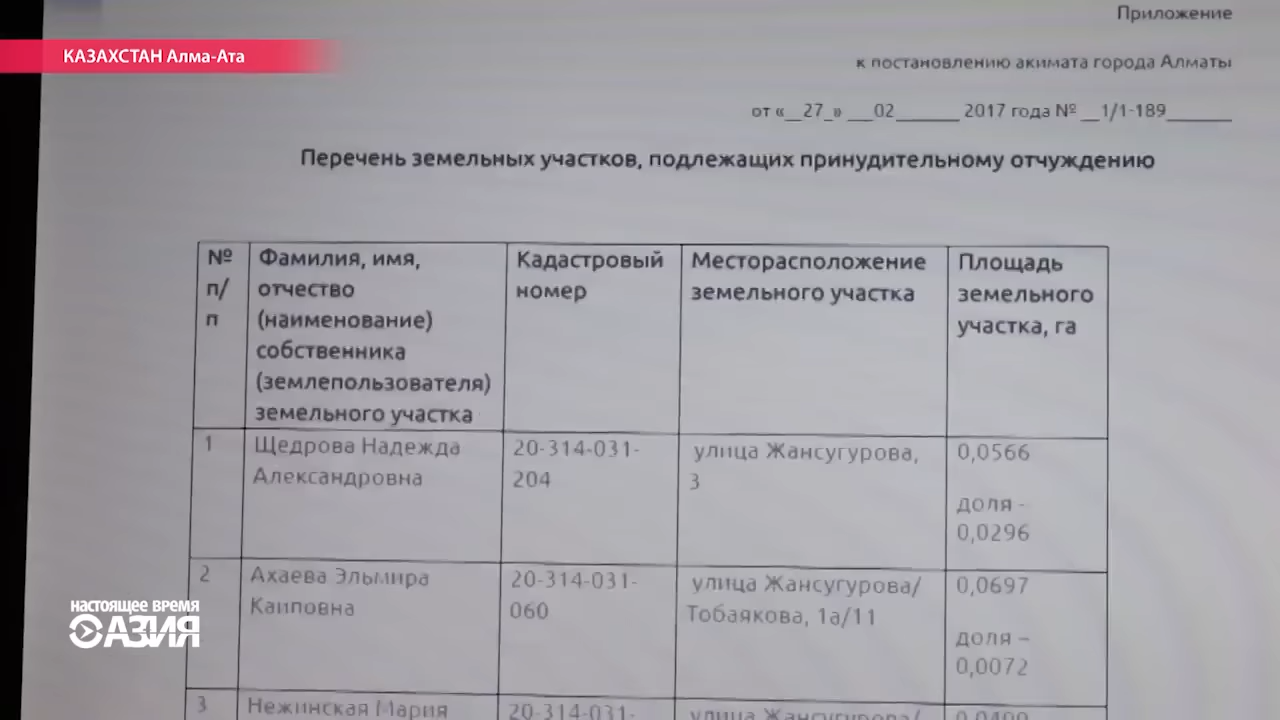 КАЗАХСТАН Алма-Ата
Приложение
к постановлению акимата города Алматы
от «__27_» ___02______ 2017 года № __1/1-189______
Перечень земельных участков, подлежащих принудительному отчуждению
№ п/п
Фамилия, имя,
отчество
(наименование)
собственника
(землепользователя)
земельного участка
Кадастровый
номер
Месторасположение
земельного участка
Площадь
земельного
участка, га
1
Щедрова Надежда
Александровна
20-314-031-
204
улица Жансугурова,
3
0,0566
доля -
0,0296
2
Ахаева Эльмира
Каиповна
20-314-031-
060
улица Жансугурова/
Тобаякова, 1а/11
0,0697
доля –
0,0072
3
Нежинская Мария
20-314-031-
улица Жансугурова/
НАСТОЯЩЕЕ ВРЕМЯ
АЗИЯ